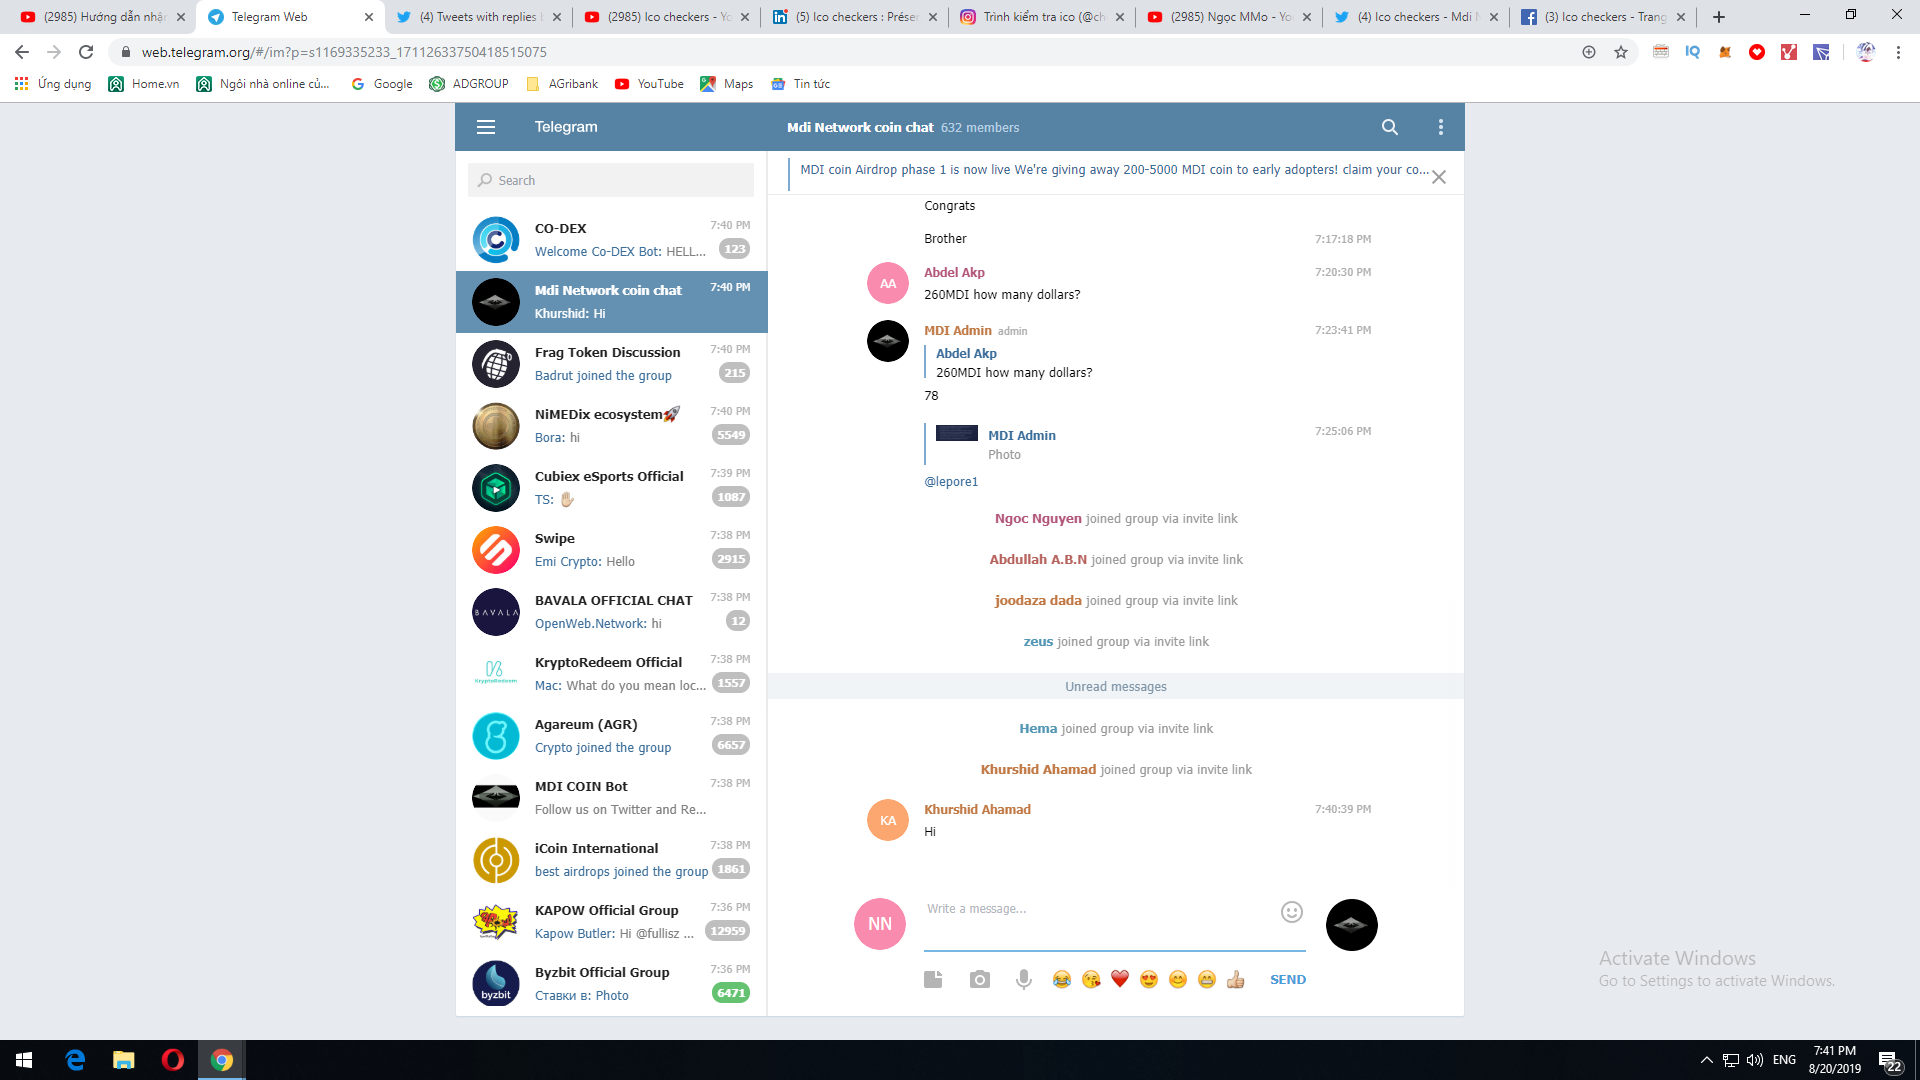 (2985) Hướng dẫn nhận
Telegram Web
(4) Tweets with replies
(2985) Ico checkers - Yo
(5) Ico checkers : Préser
Trình kiểm tra ico (@ch
(2985) Ngọc MMo - Yo
(4) Ico checkers - Mdi N
(3) Ico checkers - Trang
web.telegram.org/#/im?p=s1169335233_17112633750418515075
Ứng dụng
Home.vn
Ngôi nhà online củ...
Google
ADGROUP
AGribank
YouTube
Maps
Tin tức
Telegram
Mdi Network coin chat 632 members
Search
MDI coin Airdrop phase 1 is now live We're giving away 200-5000 MDI coin to early adopters! claim your co...
CO-DEX 7:40 PM
Welcome Co-DEX Bot: HELL... 123
Mdi Network coin chat 7:40 PM
Khurshid: Hi
Frag Token Discussion 7:40 PM
Badrut joined the group 215
NiMEDix ecosystem🚀 7:40 PM
Bora: hi 5549
Cubiex eSports Official 7:39 PM
TS: ✋🏻 1087
Swipe 7:38 PM
Emi Crypto: Hello 2915
BAVALA
BAVALA OFFICIAL CHAT 7:38 PM
OpenWeb.Network: hi 12
KryptoRedeem
KryptoRedeem Official 7:38 PM
Mac: What do you mean loc... 1557
Agareum (AGR) 7:38 PM
Crypto joined the group 6657
MDI COIN Bot 7:38 PM
Follow us on Twitter and Re...
iCoin International 7:38 PM
best airdrops joined the group 1861
KAPOW Official Group 7:36 PM
Kapow Butler: Hi @fullisz ... 12959
byzbit
Byzbit Official Group 7:36 PM
Ставки в: Photo 6471
Congrats
Brother 7:17:18 PM
AA
Abdel Akp 7:20:30 PM
260MDI how many dollars?
MDI Admin admin 7:23:41 PM
Abdel Akp
260MDI how many dollars?
78
MDI Admin 7:25:06 PM
Photo
@lepore1
Ngoc Nguyen joined group via invite link
Abdullah A.B.N joined group via invite link
joodaza dada joined group via invite link
zeus joined group via invite link
Unread messages
Hema joined group via invite link
Khurshid Ahamad joined group via invite link
KA
Khurshid Ahamad 7:40:39 PM
Hi
NN
Write a message...
SEND
Activate Windows
Go to Settings to activate Windows.
ENG
7:41 PM
8/20/2019
22